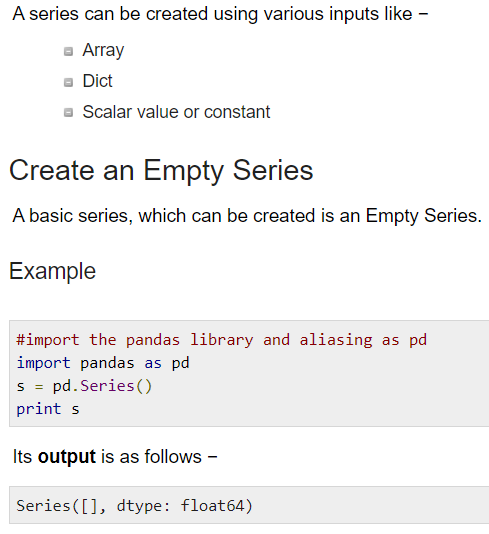 A series can be created using various inputs like −
Array
Dict
Scalar value or constant
Create an Empty Series
A basic series, which can be created is an Empty Series.
Example
#import the pandas library and aliasing as pd
import pandas as pd
s = pd.Series()
print s
Its output is as follows −
Series([], dtype: float64)